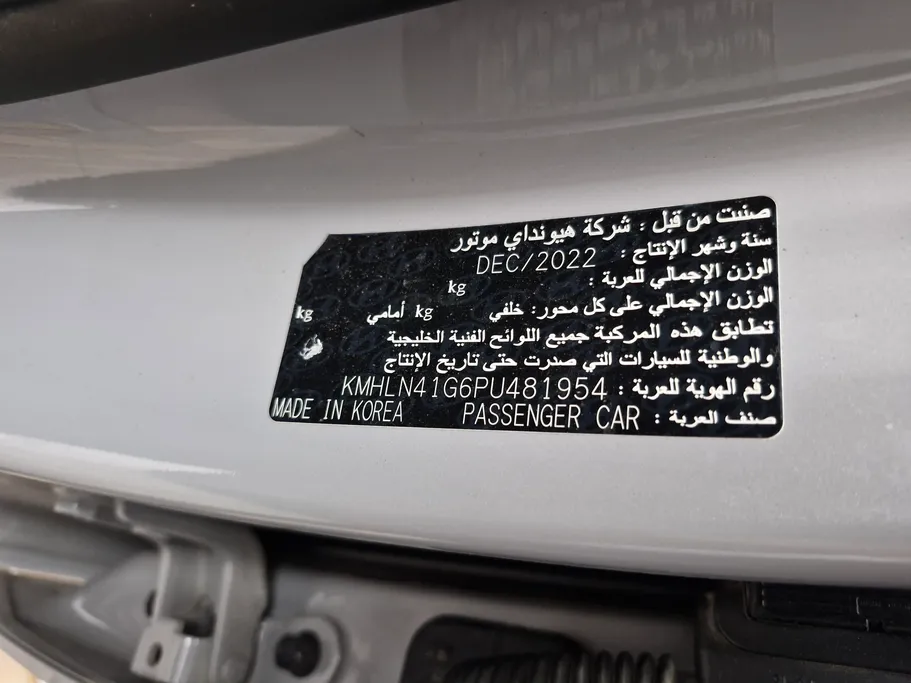 صنعت من قبل : شركة هيونداي موتور
سنة وشهر الإنتاج : DEC/2022
الوزن الإجمالي للعربة : kg
الوزن الإجمالي على كل محور: خلفي kg أمامي kg
تطابق هذه المركبة جميع اللوائح الفنية الخليجية
والوطنية للسيارات التي صدرت حتى تاريخ الإنتاج
رقم الهوية للعربة : KMHLN41G6PU481954
صنف العربة : PASSENGER CAR MADE IN KOREA